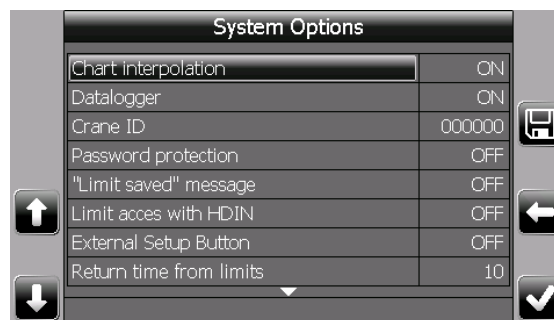 System Options
Chart interpolation ON
Datalogger ON
Crane ID 000000
Password protection OFF
"Limit saved" message OFF
Limit acces with HDIN OFF
External Setup Button OFF
Return time from limits 10